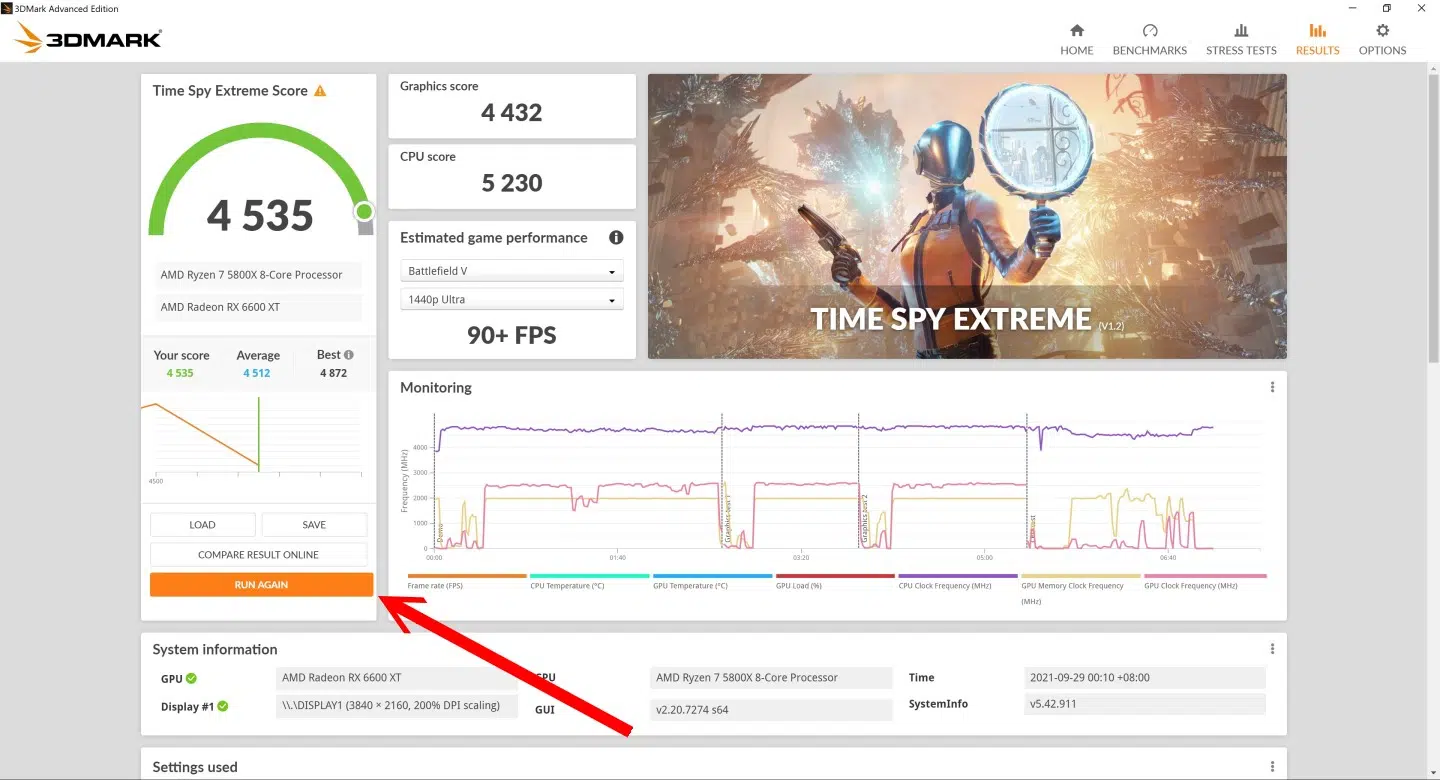 3DMark Advanced Edition
3DMARK
HOME
BENCHMARKS
STRESS TESTS
RESULTS
OPTIONS
Time Spy Extreme Score
4 535
AMD Ryzen 7 5800X 8-Core Processor
AMD Radeon RX 6600 XT
Your score Average Best
4 535 4 512 4 872
4500
LOAD SAVE
COMPARE RESULT ONLINE
RUN AGAIN
Graphics score
4 432
CPU score
5 230
Estimated game performance
Battlefield V
1440p Ultra
90+ FPS
TIME SPY EXTREME (V1.2)
Monitoring
Frequency (MHz)
4000
3000
2000
1000
0
Demo
Graphics test 1
Graphics test 2
00:00 01:40 03:20 05:00 06:40
Frame rate (FPS) CPU Temperature (°C) GPU Temperature (°C) GPU Load (%) CPU Clock Frequency (MHz) GPU Memory Clock Frequency GPU Clock Frequency (MHz)
(MHz)
System information
GPU AMD Radeon RX 6600 XT CPU AMD Ryzen 7 5800X 8-Core Processor Time 2021-09-29 00:10 +08:00
Display #1 \\.\DISPLAY1 (3840 × 2160, 200% DPI scaling) GUI v2.20.7274 s64 SystemInfo v5.42.911
Settings used